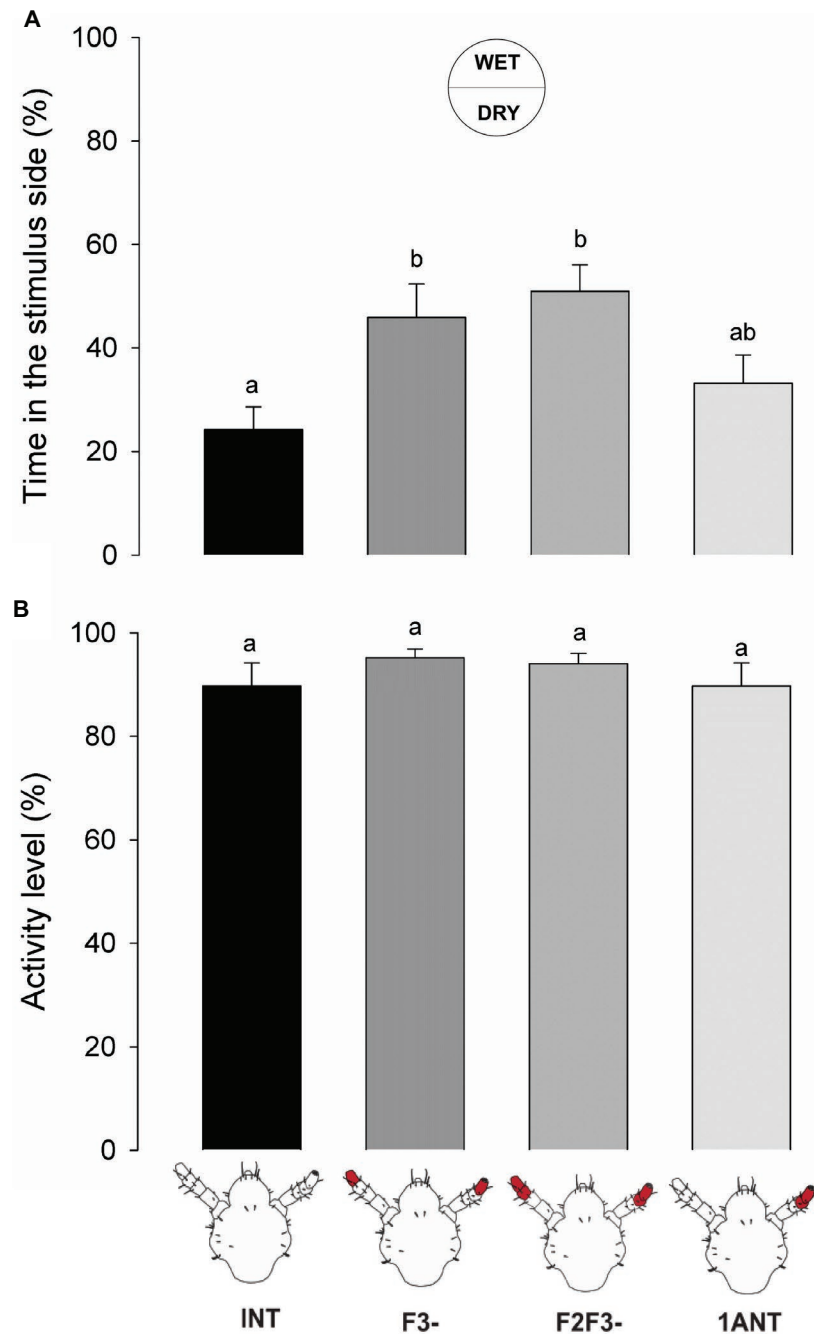 A
Time in the stimulus side (%)
100
80
60
40
20
0
WET
DRY
a
b
b
ab
B
Activity level (%)
100
80
60
40
20
0
a
a
a
a
INT
F3-
F2F3-
1ANT